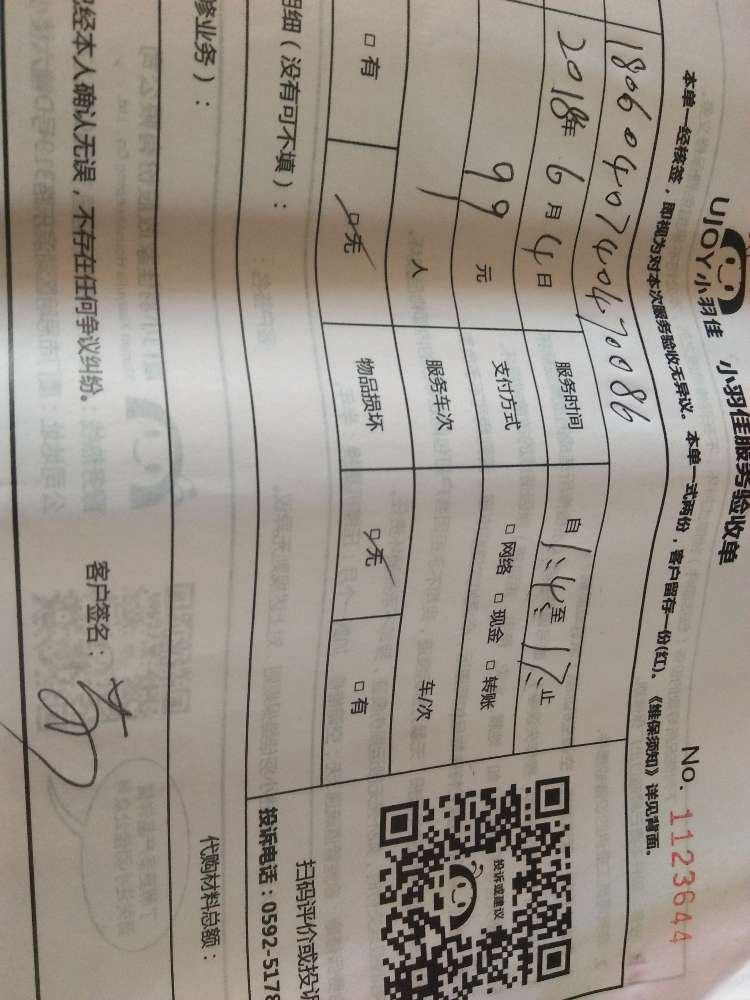 UJOY小羽佳 小羽佳服务验收单 No. 1123644
本单一经核签，即视为对本次服务验收无异议。本单一式两份，客户留存一份(红)。《维保须知》详见背面。
1806040740470086
2018年 6月 4日 服务时间 自 至 止
99 元 支付方式 □网络 □现金 □转账
1 人 服务车次 车/次
□有 □无 物品损坏 □无 □有
投诉或建议
扫码评价或投诉
投诉电话：0592-5178
明细（没有可不填）：
代购材料总额：
修业务）：
已经本人确认无误，不存在任何争议纠纷。 客户签名：